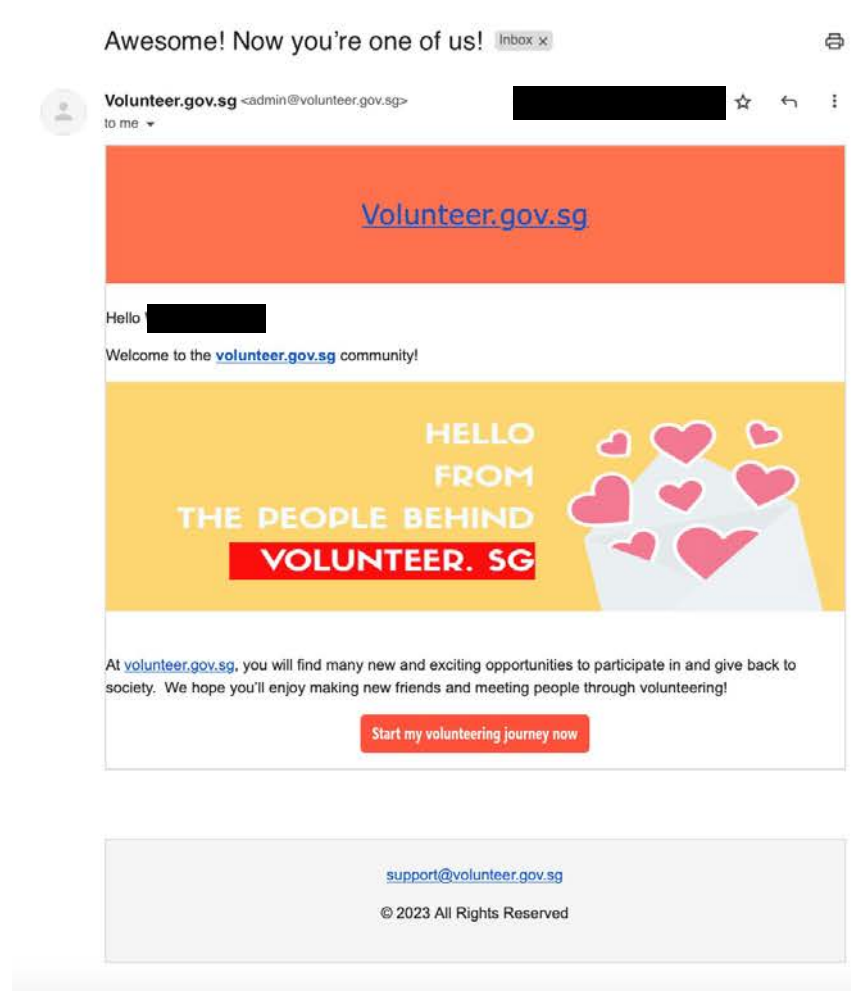 Awesome! Now you're one of us! Inbox x
Volunteer.gov.sg <admin@volunteer.gov.sg>
to me
Volunteer.gov.sg
Hello
Welcome to the volunteer.gov.sg community!
HELLO
FROM
THE PEOPLE BEHIND
VOLUNTEER. SG
At volunteer.gov.sg, you will find many new and exciting opportunities to participate in and give back to
society.  We hope you'll enjoy making new friends and meeting people through volunteering!
Start my volunteering journey now
support@volunteer.gov.sg
© 2023 All Rights Reserved